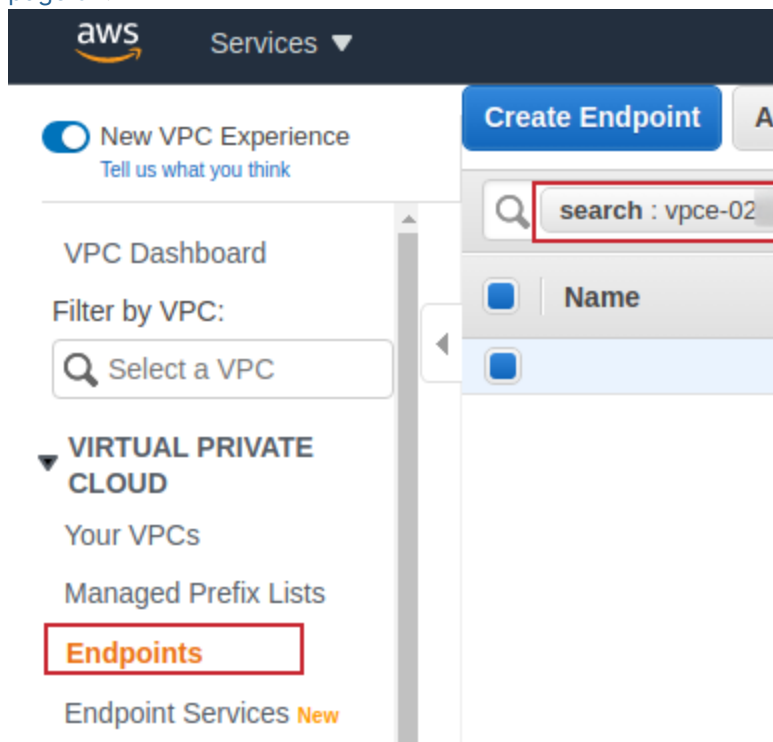 aws Services
New VPC Experience
Tell us what you think
VPC Dashboard
Filter by VPC:
Select a VPC
VIRTUAL PRIVATE
CLOUD
Your VPCs
Managed Prefix Lists
Endpoints
Endpoint Services New
Create Endpoint A
search : vpce-02
Name